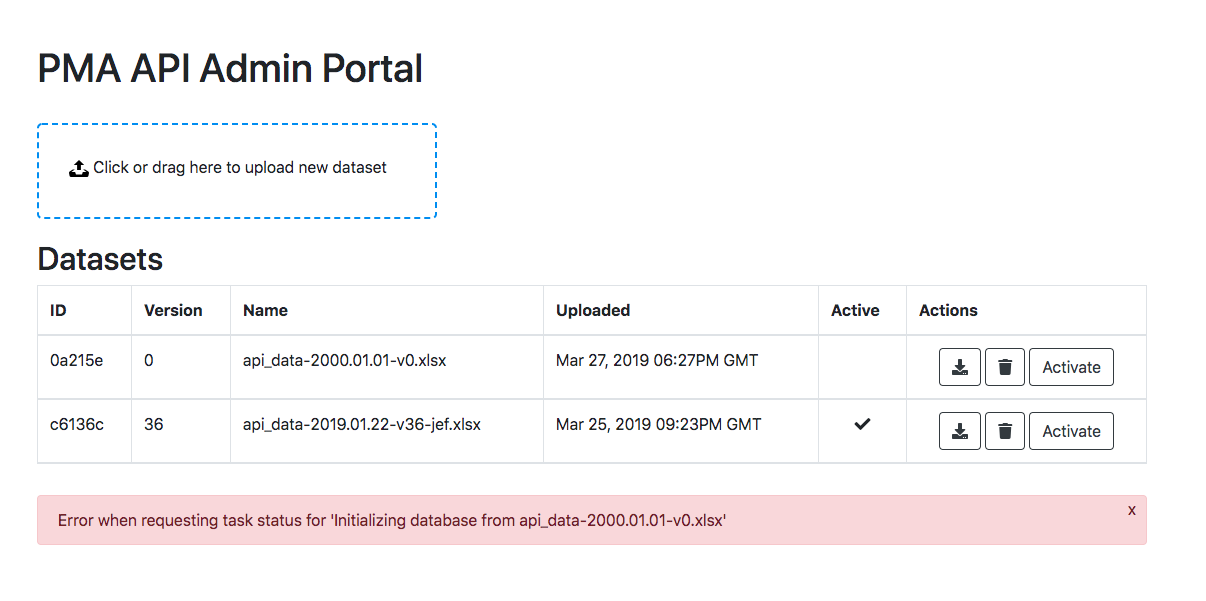 PMA API Admin Portal
Click or drag here to upload new dataset
Datasets
ID Version Name Uploaded Active Actions
0a215e 0 api_data-2000.01.01-v0.xlsx Mar 27, 2019 06:27PM GMT Activate
c6136c 36 api_data-2019.01.22-v36-jef.xlsx Mar 25, 2019 09:23PM GMT Activate
Error when requesting task status for 'Initializing database from api_data-2000.01.01-v0.xlsx' x